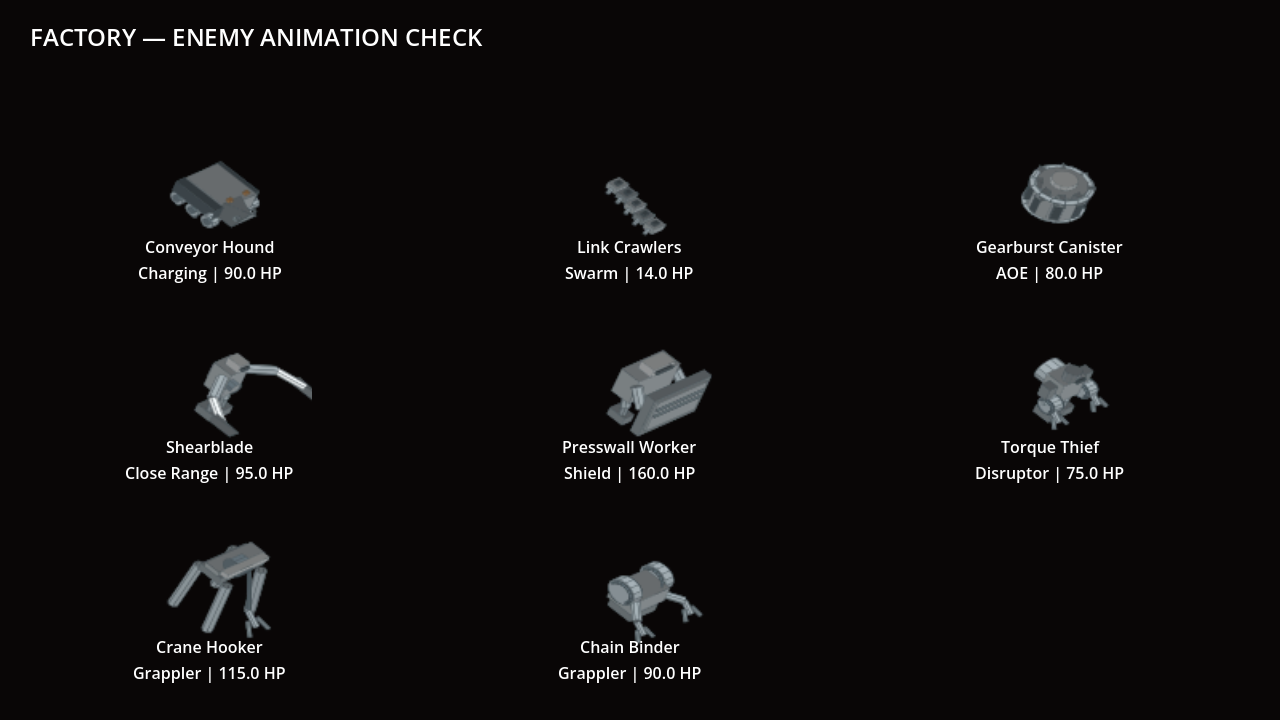 FACTORY — ENEMY ANIMATION CHECK
Conveyor Hound
Charging | 90.0 HP
Link Crawlers
Swarm | 14.0 HP
Gearburst Canister
AOE | 80.0 HP
Shearblade
Close Range | 95.0 HP
Presswall Worker
Shield | 160.0 HP
Torque Thief
Disruptor | 75.0 HP
Crane Hooker
Grappler | 115.0 HP
Chain Binder
Grappler | 90.0 HP